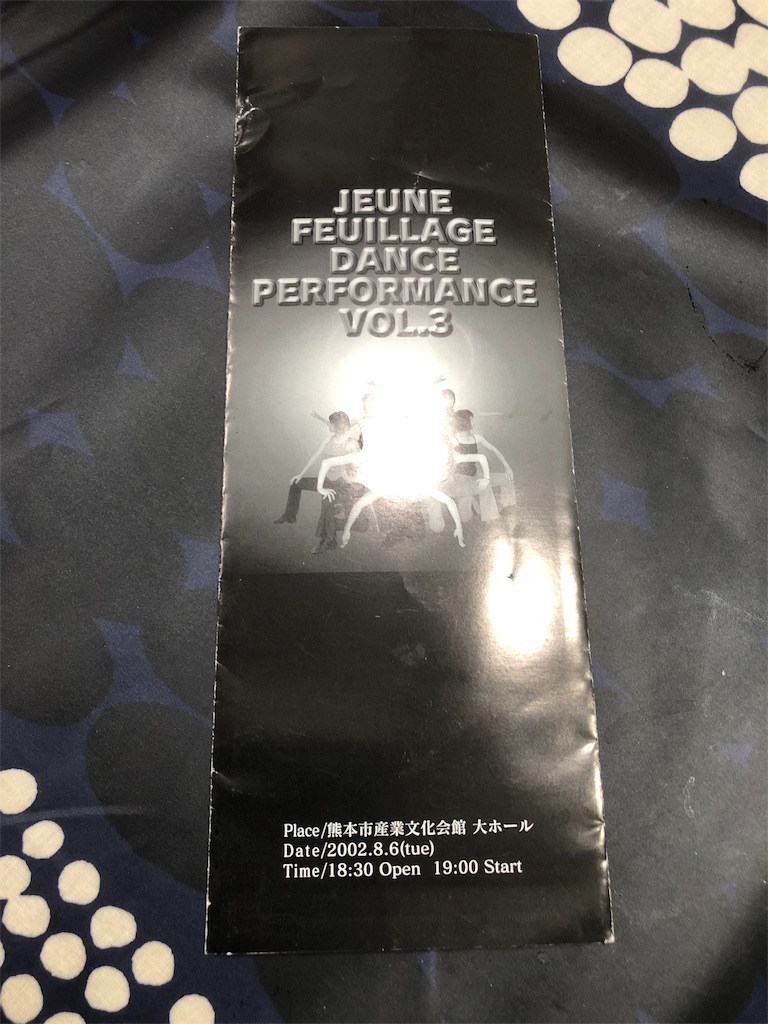 JEUNE
FEUILLAGE
DANCE
PERFORMANCE
VOL.3
Place/熊本市産業文化会館 大ホール
Date/2002.8.6(tue)
Time/18:30 Open 19:00 Start